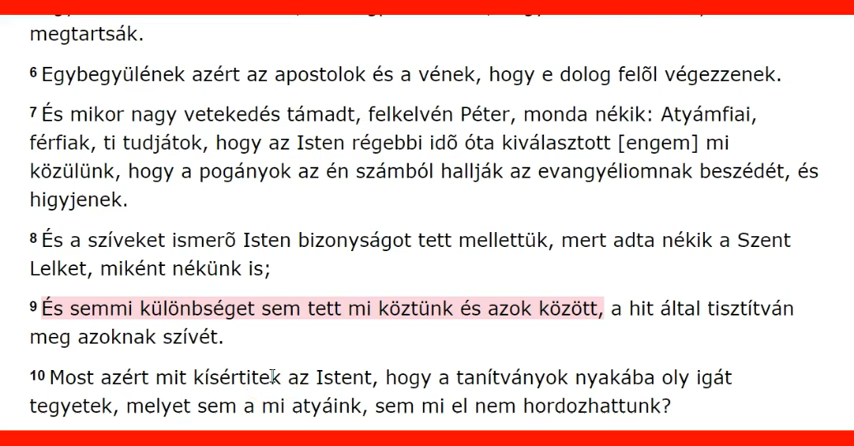 megtartsák.
6 Egybegyülének azért az apostolok és a vének, hogy e dolog felõl végezzenek.
7 És mikor nagy vetekedés támadt, felkelvén Péter, monda nékik: Atyámfiai,
férfiak, ti tudjátok, hogy az Isten régebbi idõ óta kiválasztott [engem] mi
közülünk, hogy a pogányok az én számból hallják az evangyéliomnak beszédét, és
higyjenek.
8 És a szíveket ismerõ Isten bizonyságot tett mellettük, mert adta nékik a Szent
Lelket, miként nékünk is;
9 És semmi különbséget sem tett mi köztünk és azok között, a hit által tisztítván
meg azoknak szívét.
10 Most azért mit kísértitek az Istent, hogy a tanítványok nyakába oly igát
tegyetek, melyet sem a mi atyáink, sem mi el nem hordozhattunk?